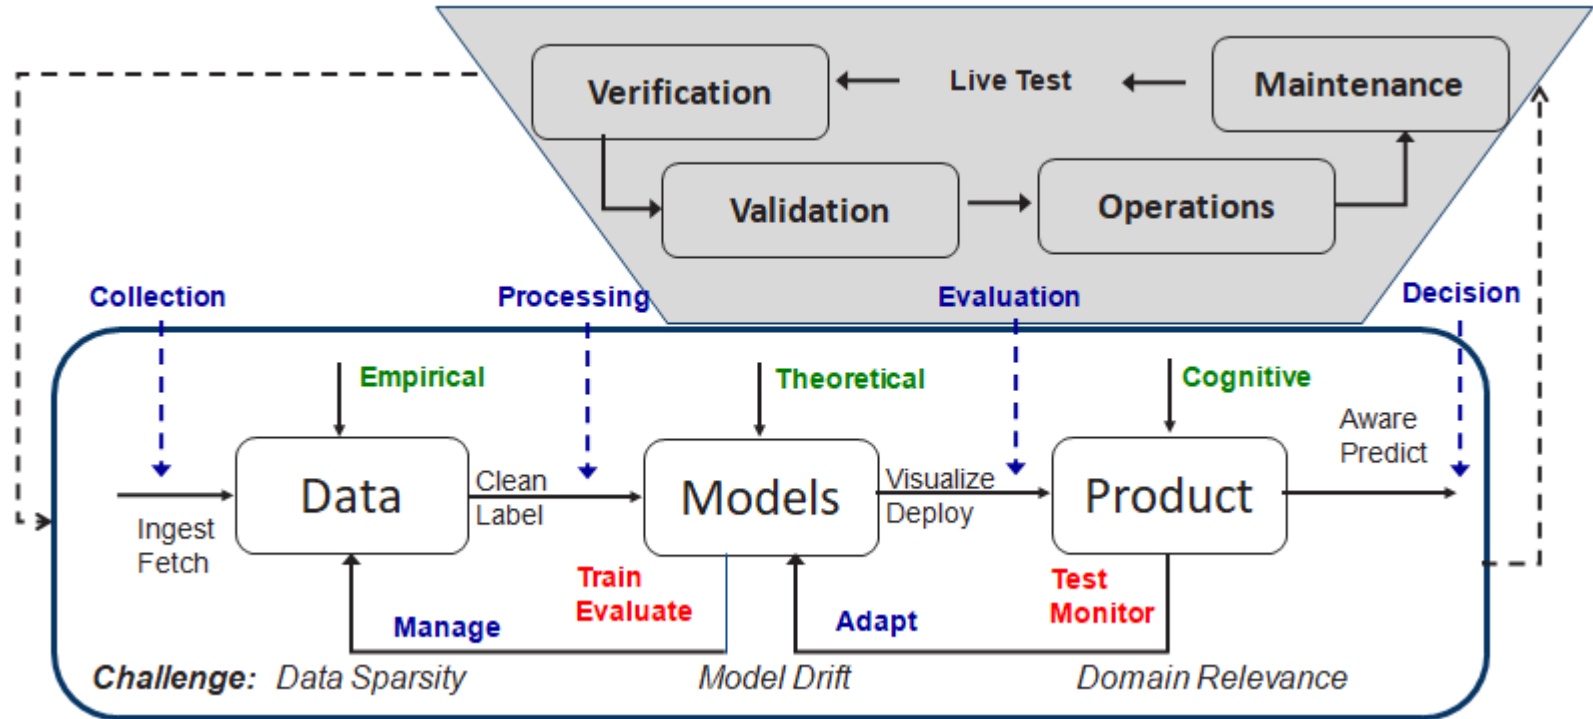 Verification
Live Test
Maintenance
Validation
Operations
Collection
Processing
Evaluation
Decision
Empirical
Theoretical
Cognitive
Aware
Predict
Data
Clean
Label
Models
Visualize
Deploy
Product
Ingest
Fetch
Train
Evaluate
Test
Monitor
Manage
Adapt
Challenge: Data Sparsity Model Drift Domain Relevance